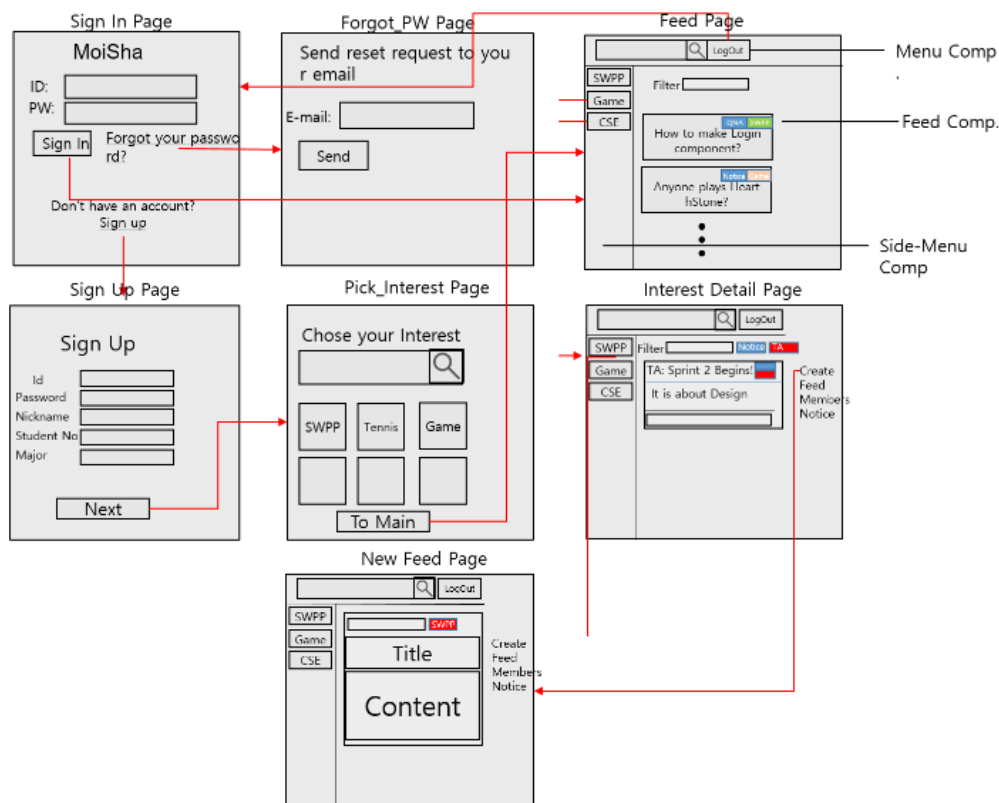 Sign In Page
MoiSha
ID:
PW:
Sign In
Forgot your passwo
rd?
Don't have an account?
Sign up
Forgot_PW Page
Send reset request to you
r email
E-mail:
Send
Feed Page
LogOut
SWPP
Game
CSE
Filter
QNA SWPP
How to make Login
component?
Notice Game
Anyone plays Heart
hStone?
Menu Comp
.
Feed Comp.
Side-Menu
Comp
Sign Up Page
Sign Up
Id
Password
Nickname
Student No
Major
Next
Pick_Interest Page
Chose your Interest
SWPP
Tennis
Game
To Main
Interest Detail Page
LogOut
SWPP
Game
CSE
Filter
Notice
TA
TA: Sprint 2 Begins!
It is about Design
Create
Feed
Members
Notice
New Feed Page
LogOut
SWPP
Game
CSE
SWPP
Title
Content
Create
Feed
Members
Notice